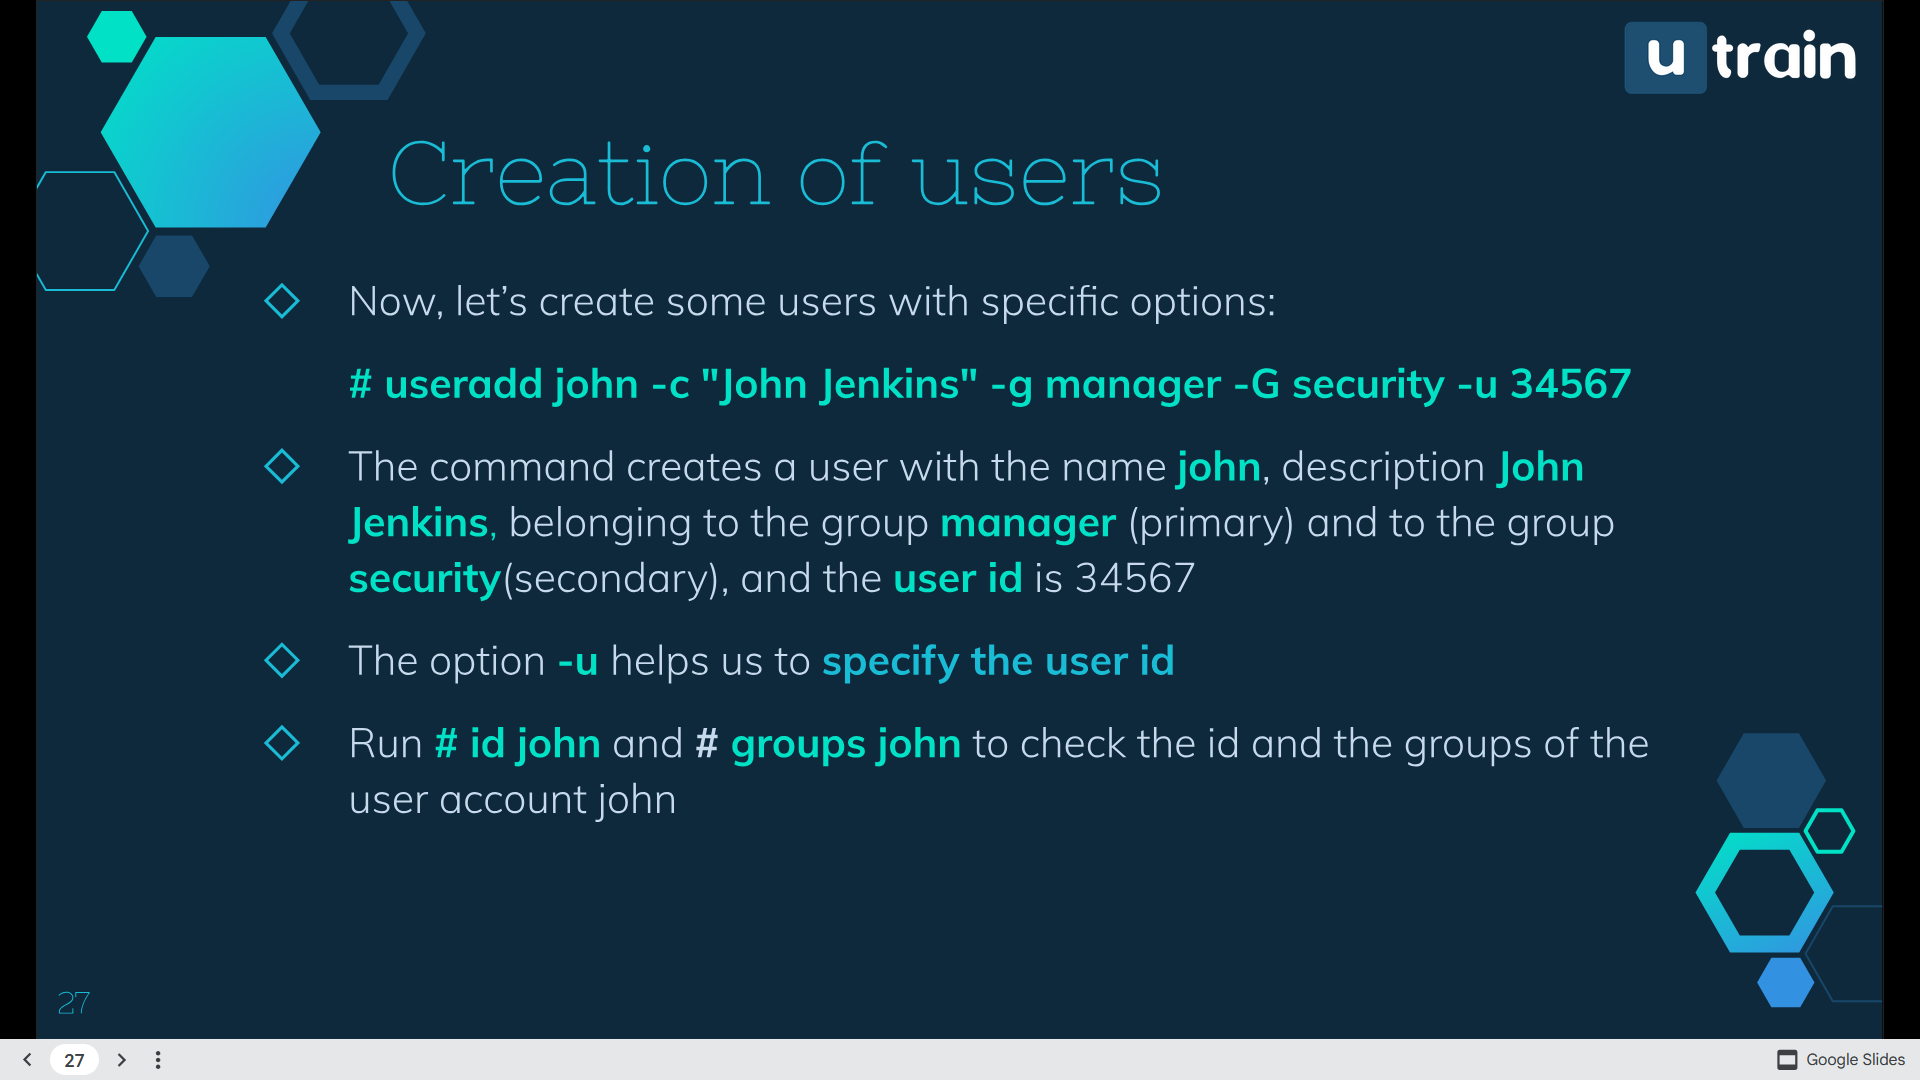 u train
Creation of users
Now, let’s create some users with specific options:
# useradd john -c "John Jenkins" -g manager -G security -u 34567
The command creates a user with the name john, description John
Jenkins, belonging to the group manager (primary) and to the group
security(secondary), and the user id is 34567
The option -u helps us to specify the user id
Run # id john and # groups john to check the id and the groups of the
user account john
27
27
Google Slides